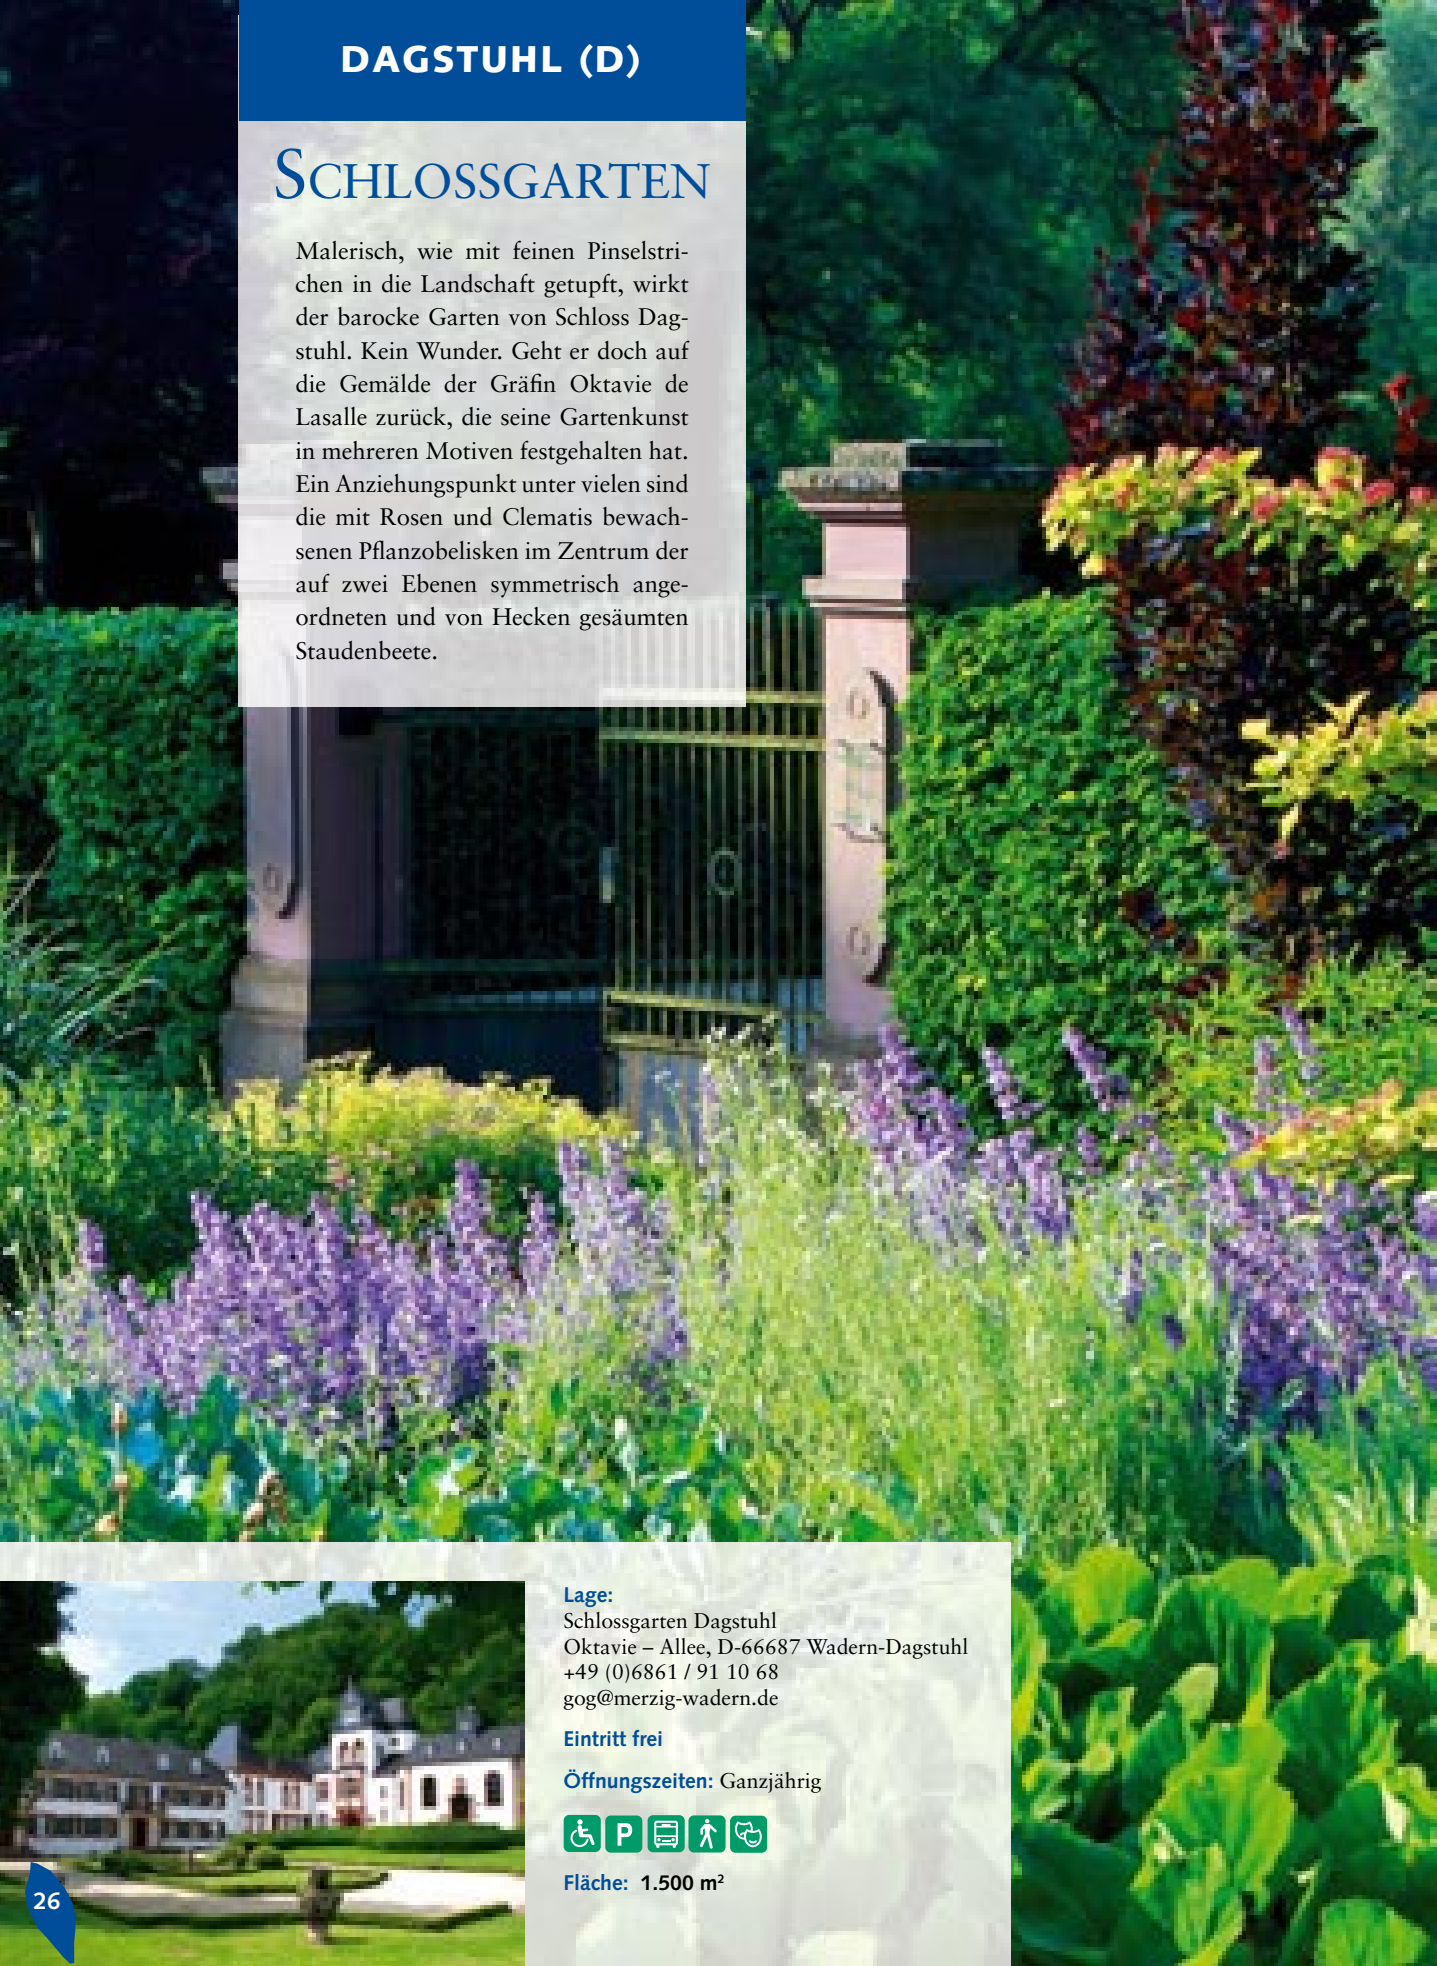 DAGSTUHL (D)
SCHLOSSGARTEN
Malerisch, wie mit feinen Pinselstri-
chen in die Landschaft getupft, wirkt
der barocke Garten von Schloss Dag-
stuhl. Kein Wunder. Geht er doch auf
die Gemälde der Gräfin Oktavie de
Lasalle zurück, die seine Gartenkunst
in mehreren Motiven festgehalten hat.
Ein Anziehungspunkt unter vielen sind
die mit Rosen und Clematis bewach-
senen Pflanzobelisken im Zentrum der
auf zwei Ebenen symmetrisch ange-
ordneten und von Hecken gesäumten
Staudenbeete.
Lage:
Schlossgarten Dagstuhl
Oktavie – Allee, D-66687 Wadern-Dagstuhl
+49 (0)6861 / 91 10 68
gog@merzig-wadern.de
Eintritt frei
Öffnungszeiten: Ganzjährig
P
Fläche: 1.500 m²
26